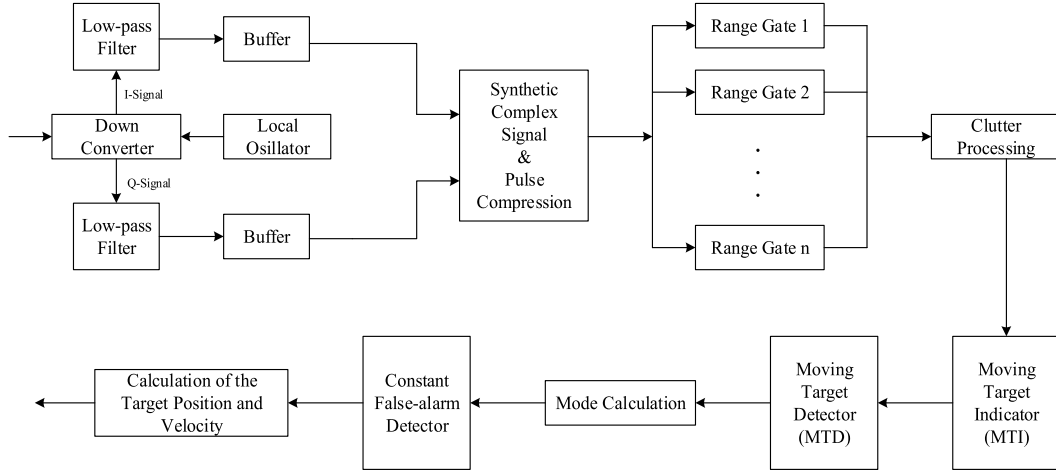 Low-pass
Filter
Buffer
I-Signal
Down
Converter
Local
Osillator
Q-Signal
Low-pass
Filter
Buffer
Synthetic
Complex
Signal
&
Pulse
Compression
Range Gate 1
Range Gate 2
Range Gate n
Clutter
Processing
Moving
Target
Indicator
(MTI)
Moving
Target
Detector
(MTD)
Mode Calculation
Constant
False-alarm
Detector
Calculation of the
Target Position and
Velocity